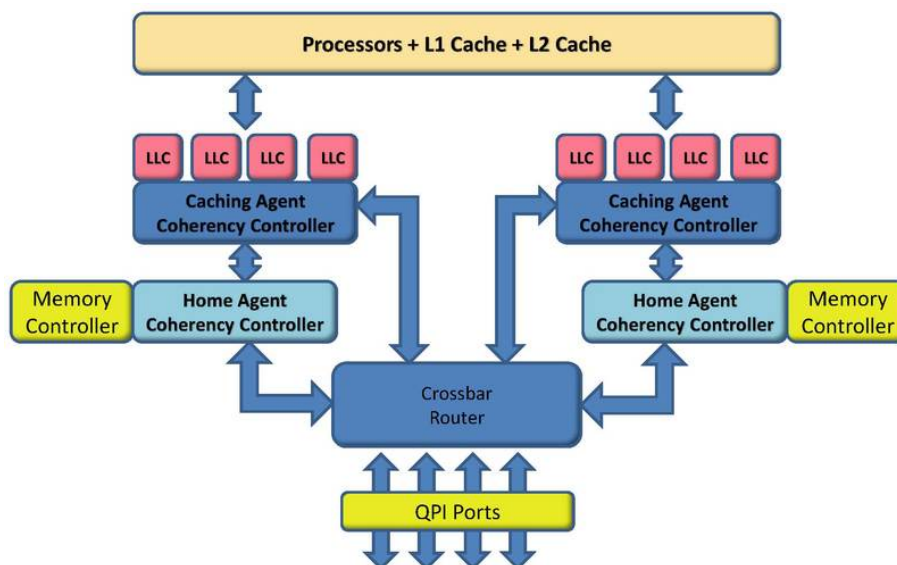 Processors + L1 Cache + L2 Cache
LLC
LLC
LLC
LLC
LLC
LLC
LLC
LLC
Caching Agent
Coherency Controller
Caching Agent
Coherency Controller
Memory
Controller
Home Agent
Coherency Controller
Home Agent
Coherency Controller
Memory
Controller
Crossbar
Router
QPI Ports